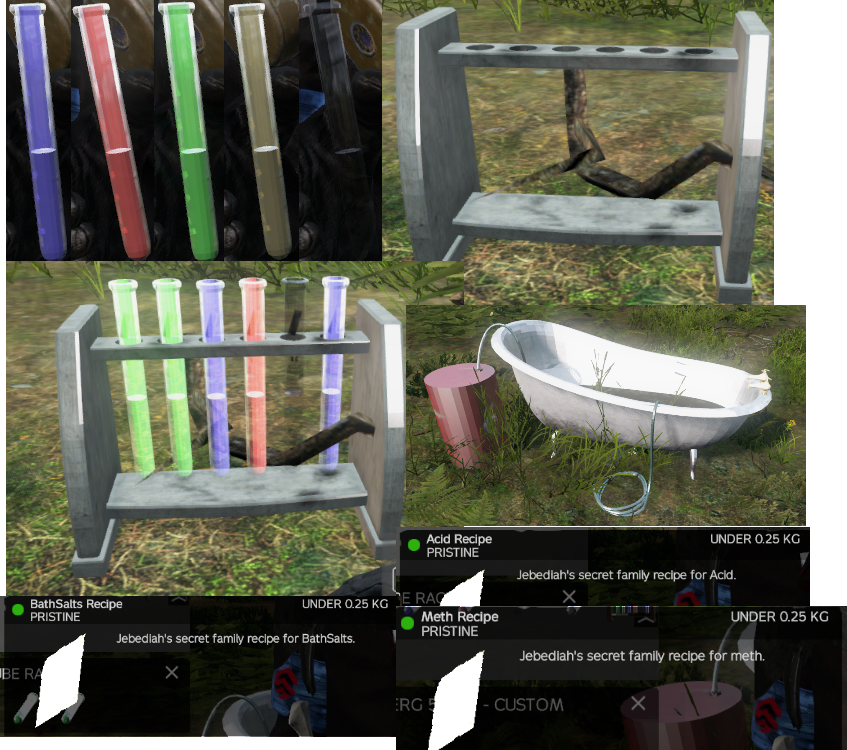 Acid Recipe
PRISTINE
UNDER 0.25 KG
Jebediah's secret family recipe for Acid.
BathSalts Recipe
PRISTINE
UNDER 0.25 KG
Jebediah's secret family recipe for BathSalts.
Meth Recipe
PRISTINE
UNDER 0.25 KG
Jebediah's secret family recipe for meth.
- CUSTOM